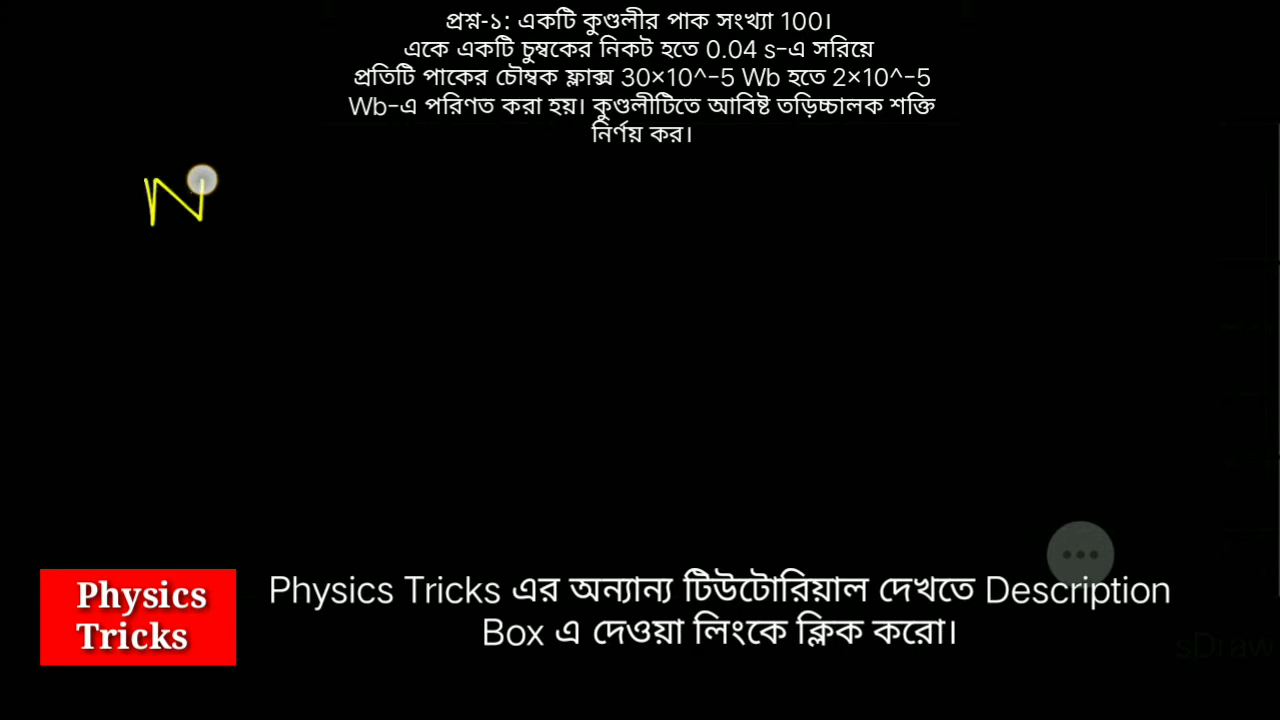 প্রশ্ন-১: একটি কুণ্ডলীর পাক সংখ্যা 100।
একে একটি চুম্বকের নিকট হতে 0.04 s-এ সরিয়ে
প্রতিটি পাকের চৌম্বক ফ্লাক্স 30×10^-5 Wb হতে 2×10^-5
Wb-এ পরিণত করা হয়। কুণ্ডলীটিতে আবিষ্ট তড়িচ্চালক শক্তি
নির্ণয় কর।
N
Physics
Tricks
Physics Tricks এর অন্যান্য টিউটোরিয়াল দেখতে Description
Box এ দেওয়া লিংকে ক্লিক করো।